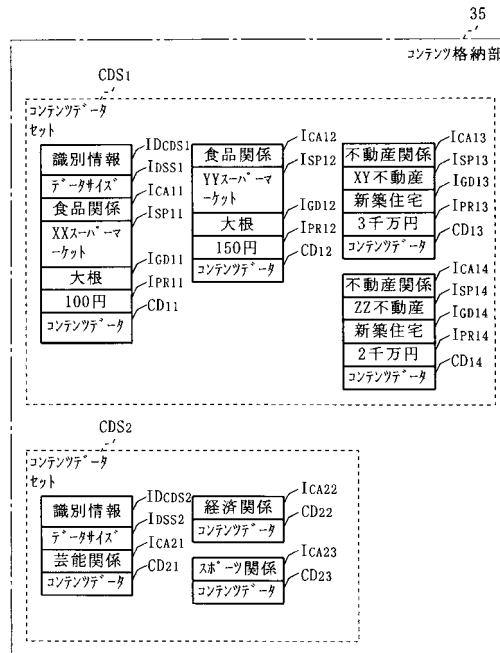 35
コンテンツ格納部
CDS1
コンテンツデータ
セット
識別情報
IDCDS1
データサイズ
IDSS1
食品関係
ICA11
XXスーパーマ
ーケット
ISP11
大根
IGD11
100円
IPR11
コンテンツデータ
CD11
食品関係
ICA12
YYスーパーマ
ーケット
ISP12
大根
IGD12
150円
IPR12
コンテンツデータ
CD12
不動産関係
ICA13
XY不動産
ISP13
新築住宅
IGD13
3千万円
IPR13
コンテンツデータ
CD13
不動産関係
ICA14
ZZ不動産
ISP14
新築住宅
IGD14
2千万円
IPR14
コンテンツデータ
CD14
CDS2
コンテンツデータ
セット
識別情報
IDCDS2
データサイズ
IDSS2
芸能関係
ICA21
コンテンツデータ
CD21
経済関係
ICA22
コンテンツデータ
CD22
スポーツ関係
ICA23
コンテンツデータ
CD23